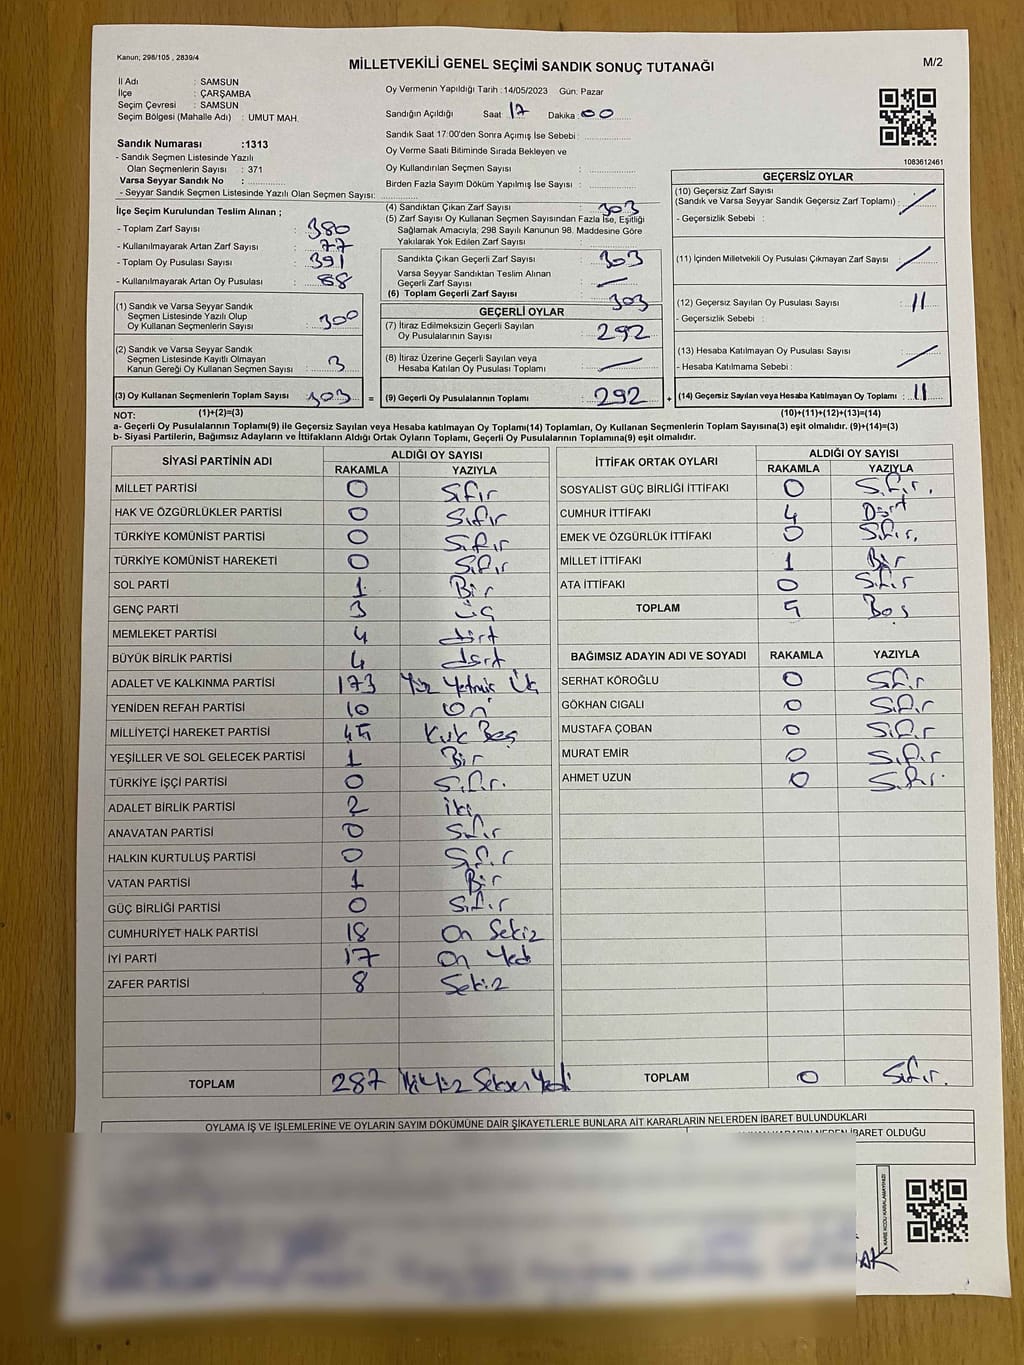 Kanun; 298/105 , 2839/4
MİLLETVEKİLİ GENEL SEÇİMİ SANDIK SONUÇ TUTANAĞI
M/2
İl Adı : SAMSUN
İlçe : ÇARŞAMBA
Seçim Çevresi : SAMSUN
Seçim Bölgesi (Mahalle Adı) : UMUT MAH.
Sandık Numarası :1313
- Sandık Seçmen Listesinde Yazılı
Olan Seçmenlerin Sayısı : 371
Varsa Seyyar Sandık No :
- Seyyar Sandık Seçmen Listesinde Yazılı Olan Seçmen Sayısı:
Oy Vermenin Yapıldığı Tarih : 14/05/2023 Gün: Pazar
Sandığın Açıldığı Saat : 17 Dakika : 00
Sandık Saat 17:00'den Sonra Açımış İse Sebebi :
Oy Verme Saati Bitiminde Sırada Bekleyen ve
Oy Kullandırılan Seçmen Sayısı :
Birden Fazla Sayım Döküm Yapılmış İse Sayısı :
1083612461
İlçe Seçim Kurulundan Teslim Alınan ;
- Toplam Zarf Sayısı : 380
- Kullanılmayarak Artan Zarf Sayısı : 77
- Toplam Oy Pusulası Sayısı : 391
- Kullanılmayarak Artan Oy Pusulası : 88
(1) Sandık ve Varsa Seyyar Sandık
Seçmen Listesinde Yazılı Olup
Oy Kullanan Seçmenlerin Sayısı : 300
(2) Sandık ve Varsa Seyyar Sandık
Seçmen Listesinde Kayıtlı Olmayan
Kanun Gereği Oy Kullanan Seçmen Sayısı : 3
(3) Oy Kullanan Seçmenlerin Toplam Sayısı : 303 =
(4) Sandıktan Çıkan Zarf Sayısı : 303
(5) Zarf Sayısı Oy Kullanan Seçmen Sayısından Fazla İse, Eşitliği
Sağlamak Amacıyla, 298 Sayılı Kanunun 98. Maddesine Göre
Yakılarak Yok Edilen Zarf Sayısı :
Sandıkta Çıkan Geçerli Zarf Sayısı : 303
Varsa Seyyar Sandıktan Teslim Alınan
Geçerli Zarf Sayısı : —
(6) Toplam Geçerli Zarf Sayısı : 303
GEÇERLİ OYLAR
(7) İtiraz Edilmeksizin Geçerli Sayılan
Oy Pusulalarının Sayısı : 292
(8) İtiraz Üzerine Geçerli Sayılan veya
Hesaba Katılan Oy Pusulası Toplamı : —
(9) Geçerli Oy Pusulalarının Toplamı : 292 +
GEÇERSİZ OYLAR
(10) Geçersiz Zarf Sayısı
(Sandık ve Varsa Seyyar Sandık Geçersiz Zarf Toplamı) : /
- Geçersizlik Sebebi :
(11) İçinden Milletvekili Oy Pusulası Çıkmayan Zarf Sayısı : /
(12) Geçersiz Sayılan Oy Pusulası Sayısı : 11
- Geçersizlik Sebebi :
(13) Hesaba Katılmayan Oy Pusulası Sayısı : /
- Hesaba Katılmama Sebebi :
(14) Geçersiz Sayılan veya Hesaba Katılmayan Oy Toplamı : 11
NOT: (1)+(2)=(3) (10)+(11)+(12)+(13)=(14)
a- Geçerli Oy Pusulalarının Toplamı(9) ile Geçersiz Sayılan veya Hesaba katılmayan Oy Toplamı(14) Toplamları, Oy Kullanan Seçmenlerin Toplam Sayısına(3) eşit olmalıdır. (9)+(14)=(3)
b- Siyasi Partilerin, Bağımsız Adayların ve İttifakların Aldığı Ortak Oyların Toplamı, Geçerli Oy Pusulalarının Toplamına(9) eşit olmalıdır.
SİYASİ PARTİNİN ADI ALDIĞI OY SAYISI
RAKAMLA YAZIYLA
MİLLET PARTİSİ 0 Sıfır
HAK VE ÖZGÜRLÜKLER PARTİSİ 0 Sıfır
TÜRKİYE KOMÜNİST PARTİSİ 0 Sıfır
TÜRKİYE KOMÜNİST HAREKETİ 0 Sıfır
SOL PARTİ 1 Bir
GENÇ PARTİ 3 Üç
MEMLEKET PARTİSİ 4 dört
BÜYÜK BİRLİK PARTİSİ 4 dört
ADALET VE KALKINMA PARTİSİ 173 Yüz Yetmiş Üç
YENİDEN REFAH PARTİSİ 10 On
MİLLİYETÇİ HAREKET PARTİSİ 45 Kırk Beş
YEŞİLLER VE SOL GELECEK PARTİSİ 1 Bir
TÜRKİYE İŞÇİ PARTİSİ 0 Sıfır.
ADALET BİRLİK PARTİSİ 2 iki
ANAVATAN PARTİSİ 0 Sıfır
HALKIN KURTULUŞ PARTİSİ 0 Sıfır
VATAN PARTİSİ 1 Bir
GÜÇ BİRLİĞİ PARTİSİ 0 Sıfır
CUMHURİYET HALK PARTİSİ 18 On Sekiz
İYİ PARTİ 17 On Yedi
ZAFER PARTİSİ 8 Sekiz
TOPLAM 287 İki Yüz Seksen Yedi
İTTİFAK ORTAK OYLARI ALDIĞI OY SAYISI
RAKAMLA YAZIYLA
SOSYALİST GÜÇ BİRLİĞİ İTTİFAKI 0 Sıfır.
CUMHUR İTTİFAKI 4 Dört
EMEK VE ÖZGÜRLÜK İTTİFAKI 0 Sıfır.
MİLLET İTTİFAKI 1 Bir
ATA İTTİFAKI 0 Sıfır
TOPLAM 5 Beş
BAĞIMSIZ ADAYIN ADI VE SOYADI RAKAMLA YAZIYLA
SERHAT KÖROĞLU 0 Sıfır
GÖKHAN CIGALI 0 Sıfır
MUSTAFA ÇOBAN 0 Sıfır
MURAT EMİR 0 Sıfır
AHMET UZUN 0 Sıfır.
TOPLAM 0 Sıfır.
OYLAMA İŞ VE İŞLEMLERİNE VE OYLARIN SAYIM DÖKÜMÜNE DAİR ŞİKAYETLERLE BUNLARA AİT KARARLARIN NELERDEN İBARET BULUNDUKLARI
İBARET OLDUĞU
KARE KODU KARALAMAYINIZ!